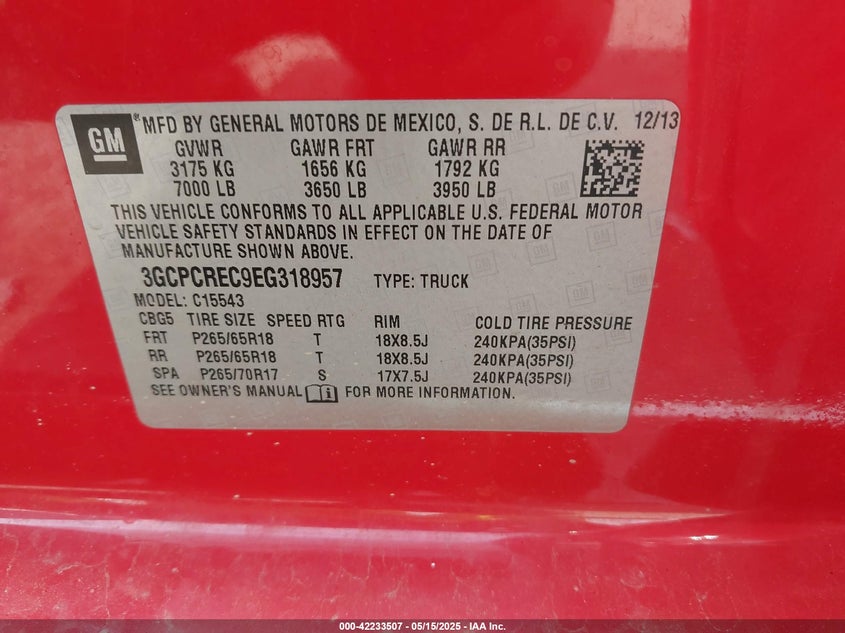 GM
® MFD BY GENERAL MOTORS DE MEXICO, S. DE R.L. DE C.V. 12/13
GVWR GAWR FRT GAWR RR
3175 KG 1656 KG 1792 KG
7000 LB 3650 LB 3950 LB
THIS VEHICLE CONFORMS TO ALL APPLICABLE U.S. FEDERAL MOTOR
VEHICLE SAFETY STANDARDS IN EFFECT ON THE DATE OF
MANUFACTURE SHOWN ABOVE.
3GCPCREC9EG318957 TYPE: TRUCK
MODEL: C15543
CBG5 TIRE SIZE SPEED RTG RIM COLD TIRE PRESSURE
FRT P265/65R18 T 18X8.5J 240KPA(35PSI)
RR P265/65R18 T 18X8.5J 240KPA(35PSI)
SPA P265/70R17 S 17X7.5J 240KPA(35PSI)
SEE OWNER'S MANUAL FOR MORE INFORMATION.
000-42233507 - 05/15/2025 - IAA Inc.